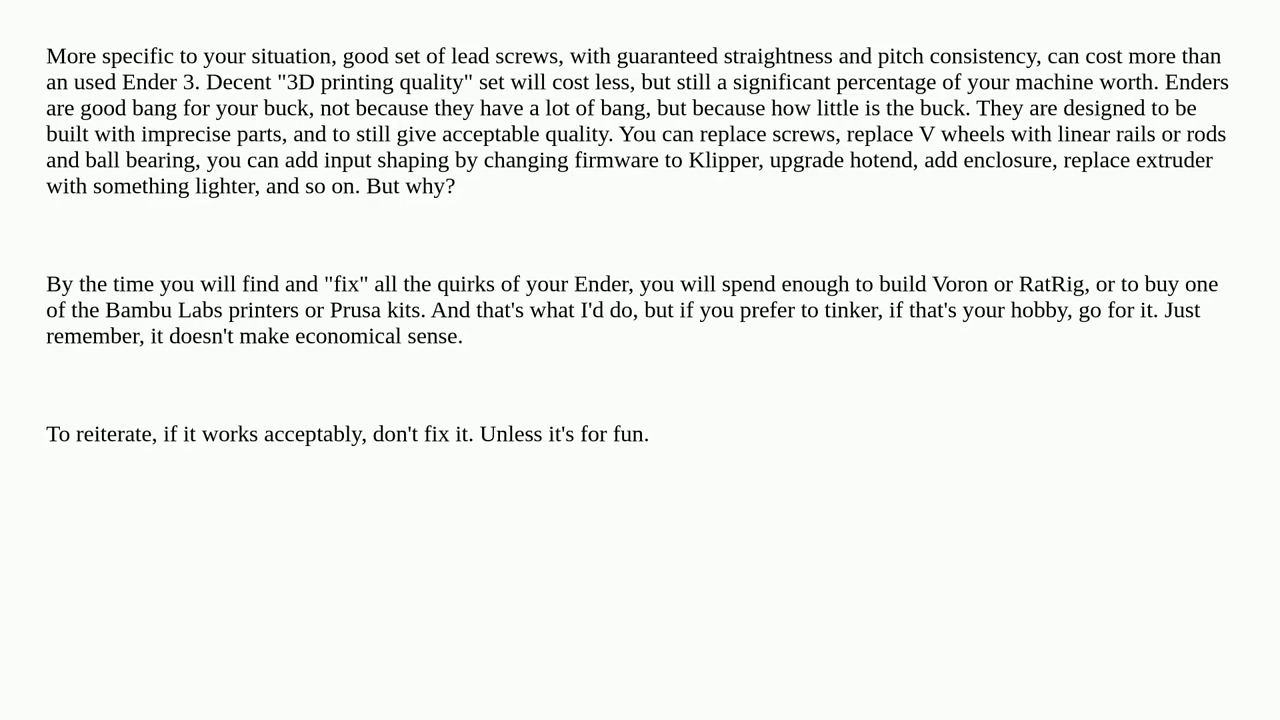 More specific to your situation, good set of lead screws, with guaranteed straightness and pitch consistency, can cost more than
an used Ender 3. Decent "3D printing quality" set will cost less, but still a significant percentage of your machine worth. Enders
are good bang for your buck, not because they have a lot of bang, but because how little is the buck. They are designed to be
built with imprecise parts, and to still give acceptable quality. You can replace screws, replace V wheels with linear rails or rods
and ball bearing, you can add input shaping by changing firmware to Klipper, upgrade hotend, add enclosure, replace extruder
with something lighter, and so on. But why?
By the time you will find and "fix" all the quirks of your Ender, you will spend enough to build Voron or RatRig, or to buy one
of the Bambu Labs printers or Prusa kits. And that's what I'd do, but if you prefer to tinker, if that's your hobby, go for it. Just
remember, it doesn't make economical sense.
To reiterate, if it works acceptably, don't fix it. Unless it's for fun.